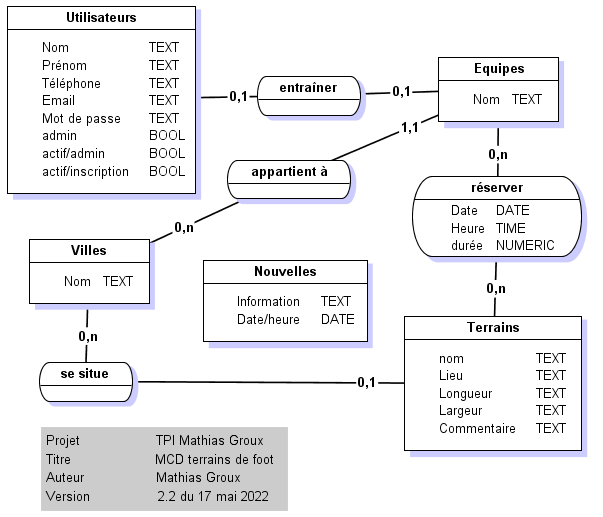 Utilisateurs
Nom TEXT
Prénom TEXT
Téléphone TEXT
Email TEXT
Mot de passe TEXT
admin BOOL
actif/admin BOOL
actif/inscription BOOL
0,1
entraîner
0,1
Equipes
Nom TEXT
1,1
appartient à
0,n
0,n
réserver
Date DATE
Heure TIME
durée NUMERIC
0,n
Villes
Nom TEXT
0,n
Nouvelles
Information TEXT
Date/heure DATE
Terrains
nom TEXT
Lieu TEXT
Longueur TEXT
Largeur TEXT
Commentaire TEXT
se situe
0,1
Projet TPI Mathias Groux
Titre MCD terrains de foot
Auteur Mathias Groux
Version 2.2 du 17 mai 2022